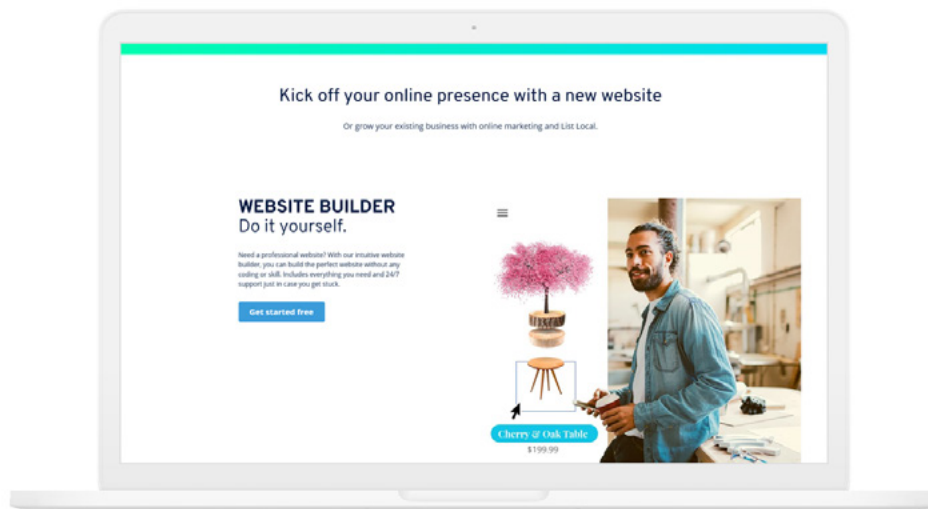 Kick off your online presence with a new website
Or grow your existing business with online marketing and List Local.
WEBSITE BUILDER
Do it yourself.
Need a professional website? With our intuitive website
builder, you can build the perfect website without any
coding or skill. Includes everything you need and 24/7
support just in case you get stuck.
Get started free
Cherry & Oak Table
$199.99